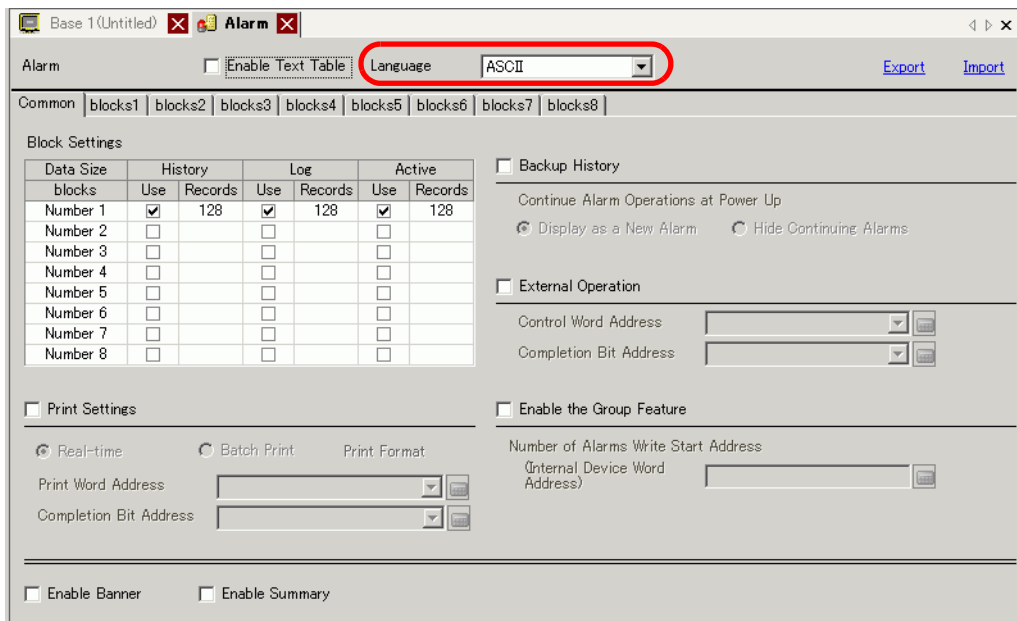 Base 1(Untitled) Alarm
Alarm Enable Text Table Language ASCII Export Import
Common blocks1 blocks2 blocks3 blocks4 blocks5 blocks6 blocks7 blocks8
Block Settings
Data Size History Log Active
blocks Use Records Use Records Use Records
Number 1 128 128 128
Number 2
Number 3
Number 4
Number 5
Number 6
Number 7
Number 8
Backup History
Continue Alarm Operations at Power Up
Display as a New Alarm Hide Continuing Alarms
External Operation
Control Word Address
Completion Bit Address
Print Settings
Real-time Batch Print Print Format
Print Word Address
Completion Bit Address
Enable the Group Feature
Number of Alarms Write Start Address
(Internal Device Word
Address)
Enable Banner Enable Summary